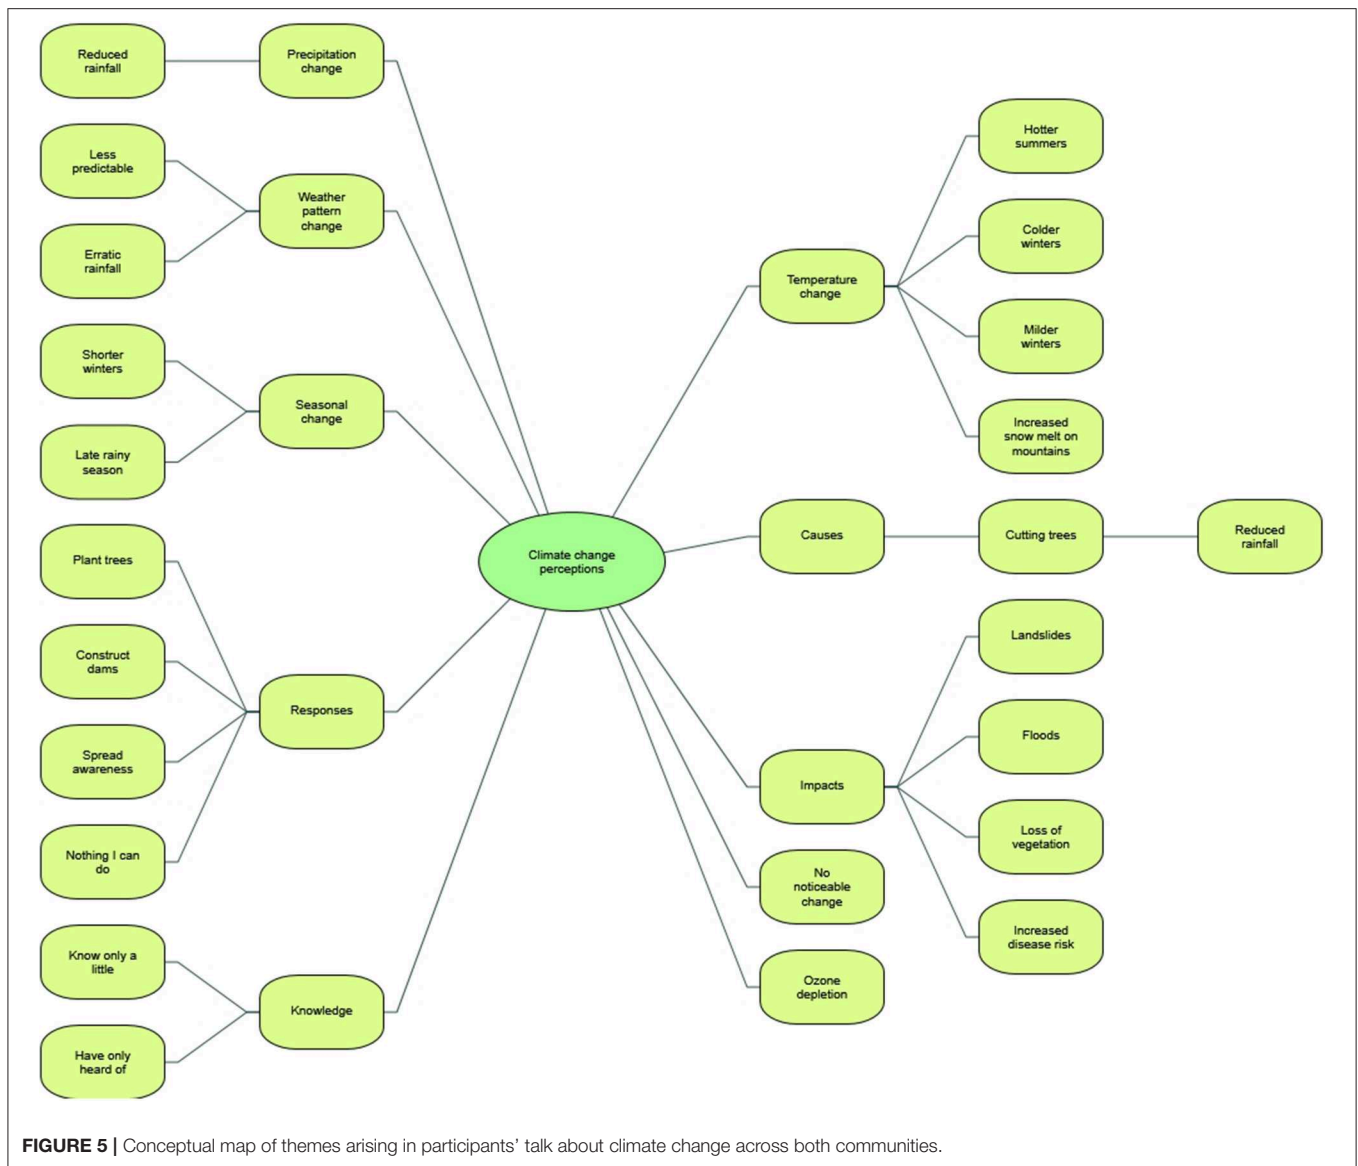 Reduced
rainfall
Precipitation
change
Less
predictable
Erratic
rainfall
Weather
pattern
change
Shorter
winters
Late rainy
season
Seasonal
change
Plant trees
Construct
dams
Spread
awareness
Nothing I can
do
Responses
Know only a
little
Have only
heard of
Knowledge
Climate change
perceptions
Temperature
change
Hotter
summers
Colder
winters
Milder
winters
Increased
snow melt on
mountains
Causes
Cutting trees
Reduced
rainfall
Impacts
Landslides
Floods
Loss of
vegetation
Increased
disease risk
No
noticeable
change
Ozone
depletion
FIGURE 5 | Conceptual map of themes arising in participants' talk about climate change across both communities.